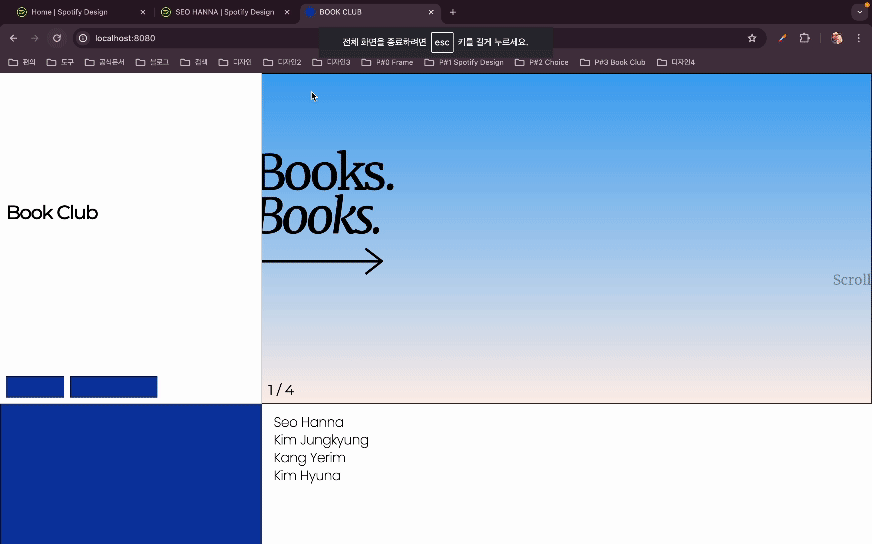 Home | Spotify Design
SEO HANNA | Spotify Design
BOOK CLUB
localhost:8080
전체 화면을 종료하려면 esc 키를 길게 누르세요.
편의
도구
공식문서
블로그
검색
디자인
디자인2
디자인3
P#0 Frame
P#1 Spotify Design
P#2 Choice
P#3 Book Club
디자인4
Books.
Books.
Book Club
Scroll
1 / 4
Seo Hanna
Kim Jungkyung
Kang Yerim
Kim Hyuna